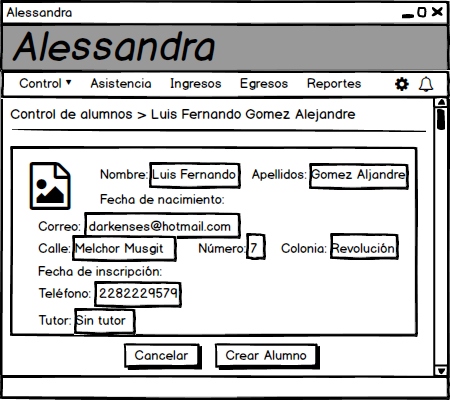 Alessandra
Alessandra
Control ▼ Asistencia Ingresos Egresos Reportes
Control de alumnos > Luis Fernando Gomez Alejandre
Nombre: Luis Fernando Apellidos: Gomez Aljandre
Fecha de nacimiento:
Correo: darkenses@hotmail.com
Calle: Melchor Musgit Número: 7 Colonia: Revolución
Fecha de inscripción:
Teléfono: 2282229579
Tutor: Sin tutor
Cancelar Crear Alumno